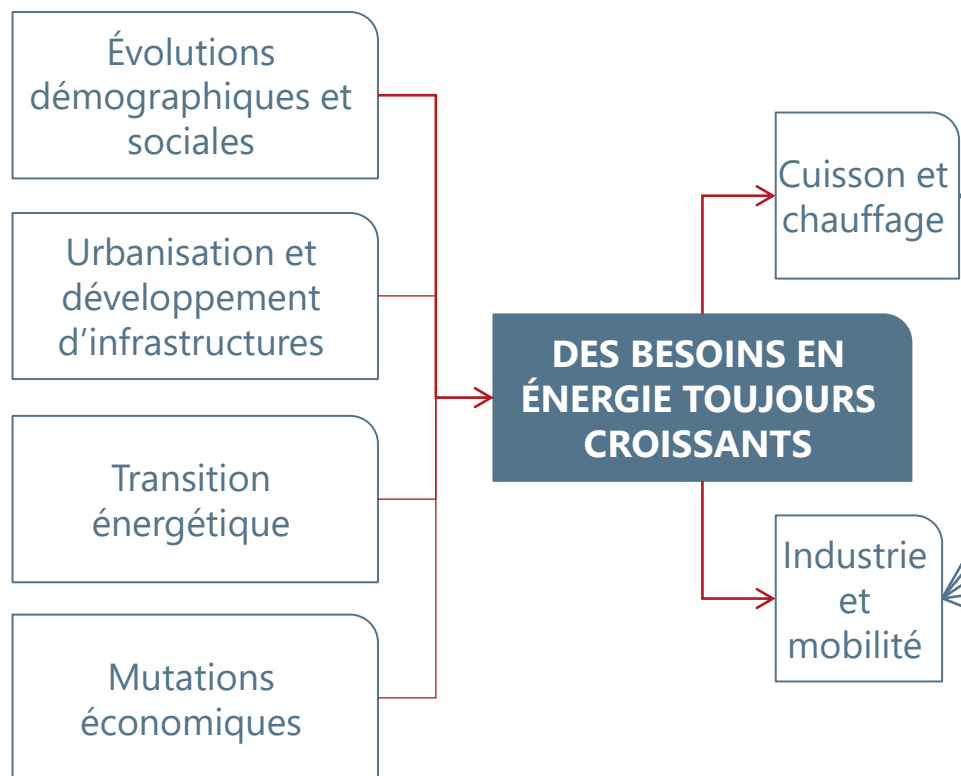 Évolutions
démographiques et
sociales
Urbanisation et
développement
d’infrastructures
Transition
énergétique
Mutations
économiques
DES BESOINS EN
ÉNERGIE TOUJOURS
CROISSANTS
Cuisson et
chauffage
Industrie
et
mobilité